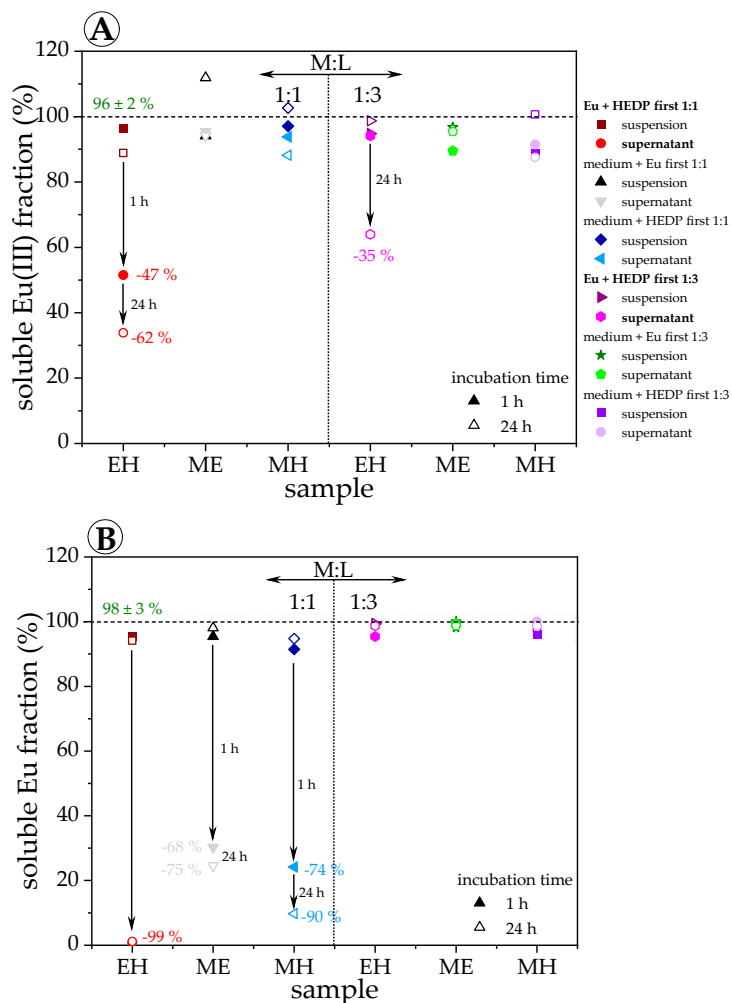 A
120
100
80
60
40
20
0
soluble Eu(III) fraction (%)
96 ± 2 %
M:L
1:1
1:3
1 h
-47 %
24 h
-62 %
24 h
-35 %
incubation time
1 h
24 h
EH
ME
MH
EH
ME
MH
sample
Eu + HEDP first 1:1
suspension
supernatant
medium + Eu first 1:1
suspension
supernatant
medium + HEDP first 1:1
suspension
supernatant
Eu + HEDP first 1:3
suspension
supernatant
medium + Eu first 1:3
suspension
supernatant
medium + HEDP first 1:3
suspension
supernatant
B
120
100
80
60
40
20
0
soluble Eu fraction (%)
98 ± 3 %
M:L
1:1
1:3
1 h
1 h
-68 %
24 h
-75 %
-74 %
24 h
-90 %
-99 %
incubation time
1 h
24 h
EH
ME
MH
EH
ME
MH
sample